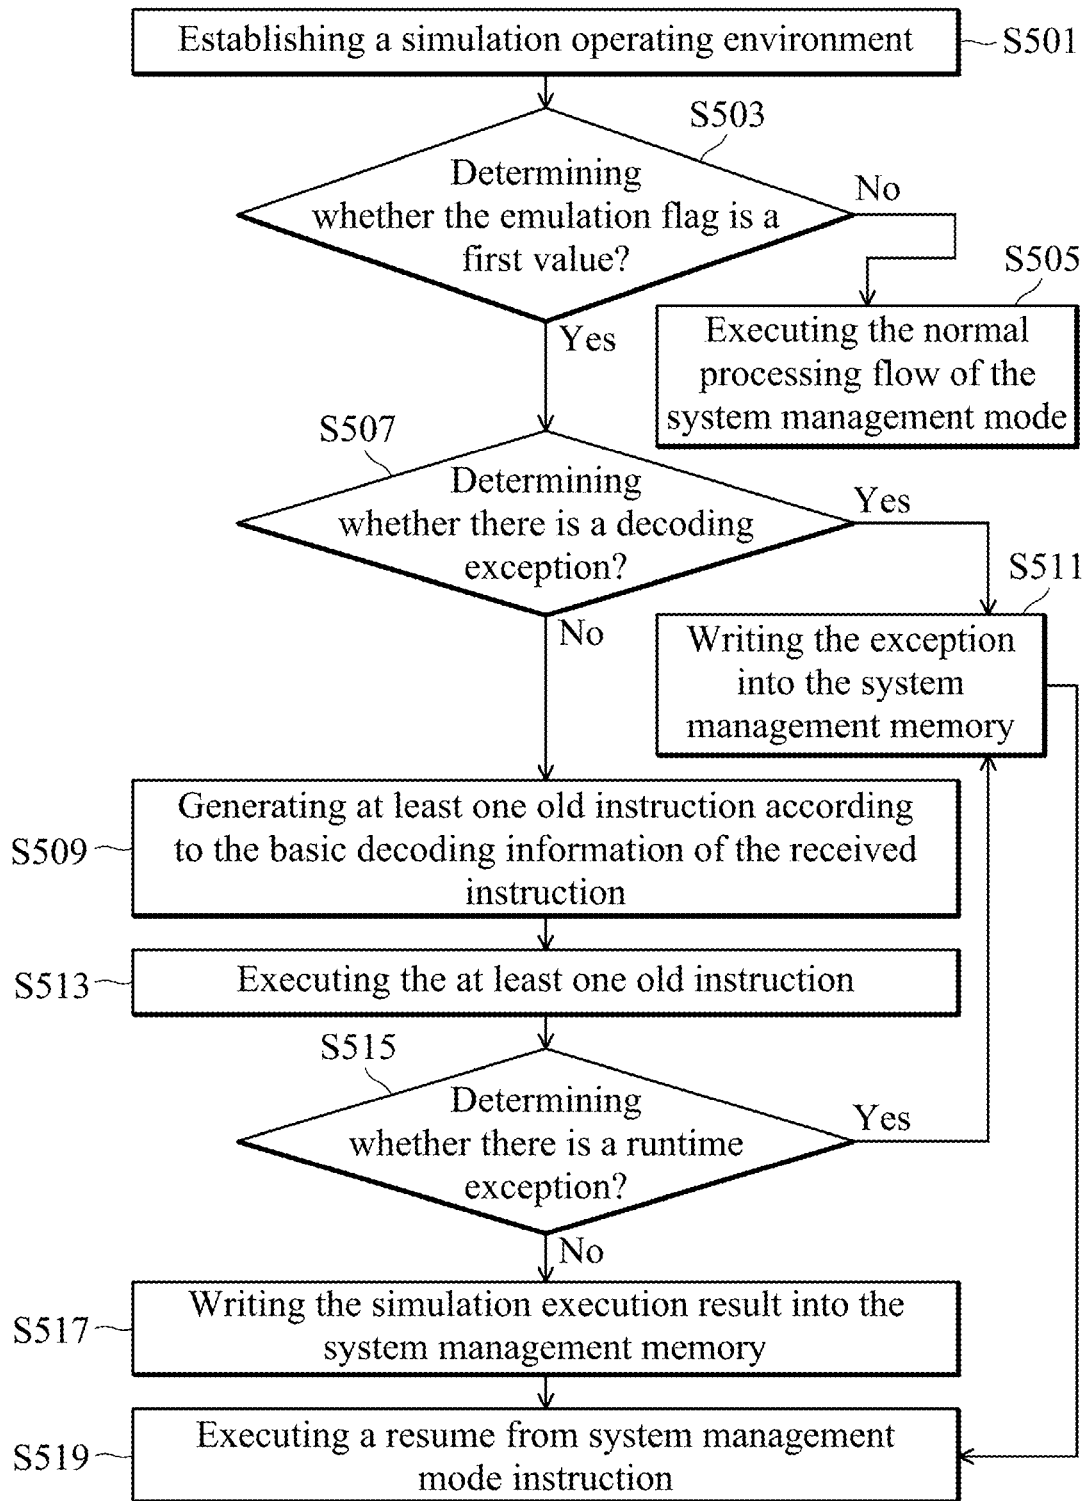 Establishing a simulation operating environment
S501
S503
Determining
whether the emulation flag is a
first value?
No
Yes
S505
Executing the normal
processing flow of the
system management mode
S507
Determining
whether there is a decoding
exception?
Yes
No
S511
Writing the exception
into the system
management memory
S509
Generating at least one old instruction according
to the basic decoding information of the received
instruction
S513
Executing the at least one old instruction
S515
Determining
whether there is a runtime
exception?
Yes
No
S517
Writing the simulation execution result into the
system management memory
S519
Executing a resume from system management
mode instruction